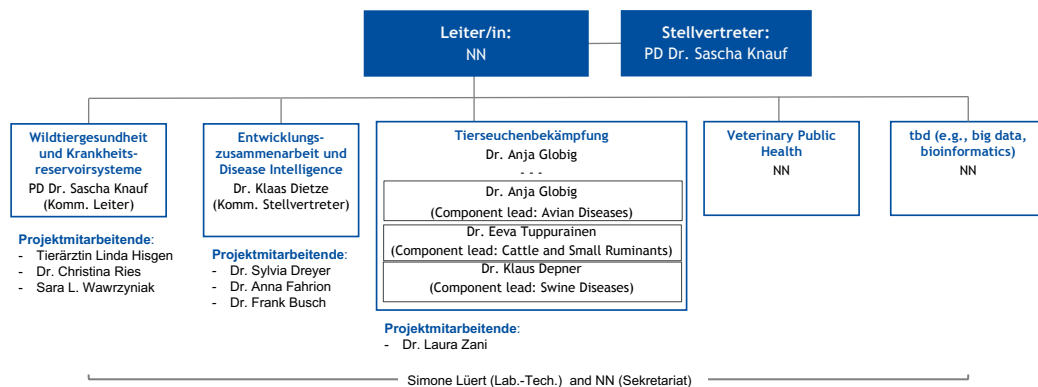 Leiter/in:
NN
Stellvertreter:
PD Dr. Sascha Knauf
Wildtiergesundheit
und Krankheits-
reservoirsysteme
PD Dr. Sascha Knauf
(Komm. Leiter)
Projektmitarbeitende:
- Tierärztin Linda Hisgen
- Dr. Christina Ries
- Sara L. Wawrzyniak
Entwicklungs-
zusammenarbeit und
Disease Intelligence
Dr. Klaas Dietze
(Komm. Stellvertreter)
Projektmitarbeitende:
- Dr. Sylvia Dreyer
- Dr. Anna Fahrion
- Dr. Frank Busch
Tierseuchenbekämpfung
Dr. Anja Globig
- - -
Dr. Anja Globig
(Component lead: Avian Diseases)
Dr. Eeva Tuppurainen
(Component lead: Cattle and Small Ruminants)
Dr. Klaus Depner
(Component lead: Swine Diseases)
Projektmitarbeitende:
- Dr. Laura Zani
Veterinary Public
Health
NN
tbd (e.g., big data,
bioinformatics)
NN
Simone Lüert (Lab.-Tech.) and NN (Sekretariat)